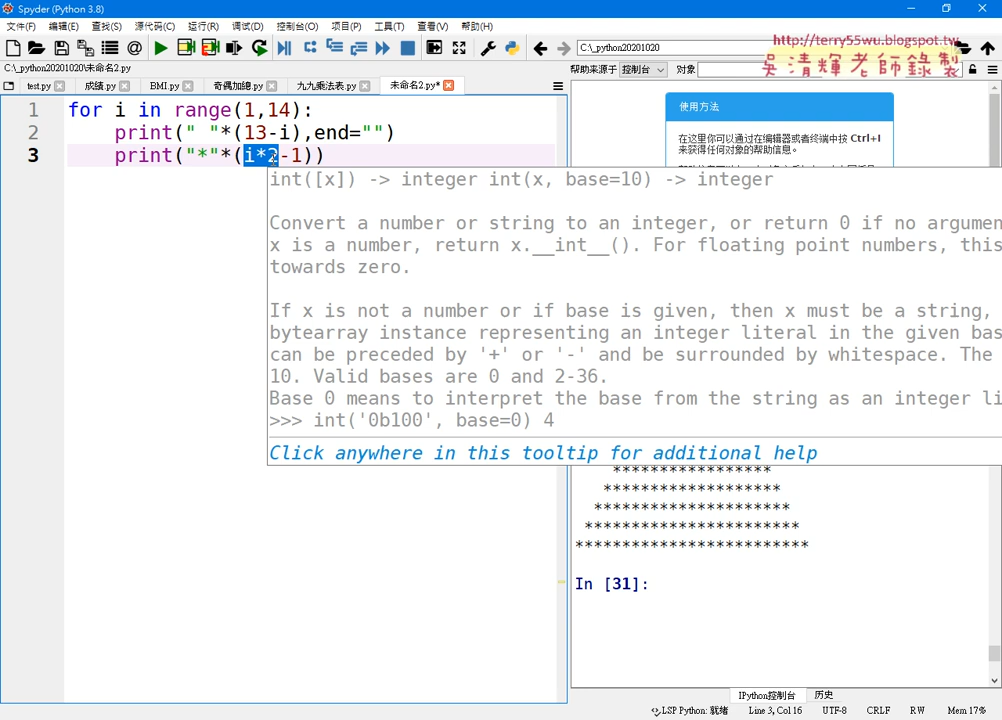 Spyder (Python 3.8)
文件(F) 编辑(E) 查找(S) 源代码(C) 运行(R) 调试(D) 控制台(O) 项目(P) 工具(T) 查看(V) 帮助(H)
C:\_python20201020
http://terry55wu.blogspot.tw
吳清輝老師錄製
C:\_python20201020\未命名2.py
帮助来源于 控制台 对象
test.py 成績.py BMI.py 奇偶加總.py 九九乘法表.py 未命名2.py*
1 for i in range(1,14):
2 print(" "*(13-i),end="")
3 print("*"*(i*2-1))
使用方法
在这里你可以通过在编辑器或者终端中按 Ctrl+I
来获得任何对象的帮助信息。
int([x]) -> integer int(x, base=10) -> integer
Convert a number or string to an integer, or return 0 if no argumen
x is a number, return x.__int__(). For floating point numbers, this
towards zero.
If x is not a number or if base is given, then x must be a string,
bytearray instance representing an integer literal in the given bas
can be preceded by '+' or '-' and be surrounded by whitespace. The
10. Valid bases are 0 and 2-36.
Base 0 means to interpret the base from the string as an integer li
>>> int('0b100', base=0) 4
Click anywhere in this tooltip for additional help
*****************
*******************
*********************
***********************
*************************
In [31]:
IPython控制台 历史
LSP Python: 就绪 Line 3, Col 16 UTF-8 CRLF RW Mem 17%